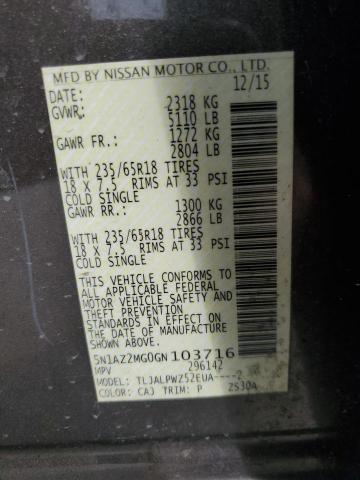 MFD BY NISSAN MOTOR CO., LTD.
DATE: 12/15
GVWR: 2318 KG
5110 LB
GAWR FR.: 1272 KG
2804 LB
WITH 235/65R18 TIRES
18 X 7.5 RIMS AT 33 PSI
COLD SINGLE
GAWR RR.: 1300 KG
2866 LB
WITH 235/65R18 TIRES
18 X 7.5 RIMS AT 33 PSI
COLD SINGLE
THIS VEHICLE CONFORMS TO
ALL APPLICABLE FEDERAL
MOTOR VEHICLE SAFETY AND
THEFT PREVENTION
STANDARDS IN EFFECT ON
THE DATE OF MANUFACTURE
SHOWN ABOVE.
5N1AZ2MG0GN 103716
MPV 296142
MODEL: TLJALPWZ52EUA----2
COLOR: CAJ TRIM: P ZS30A